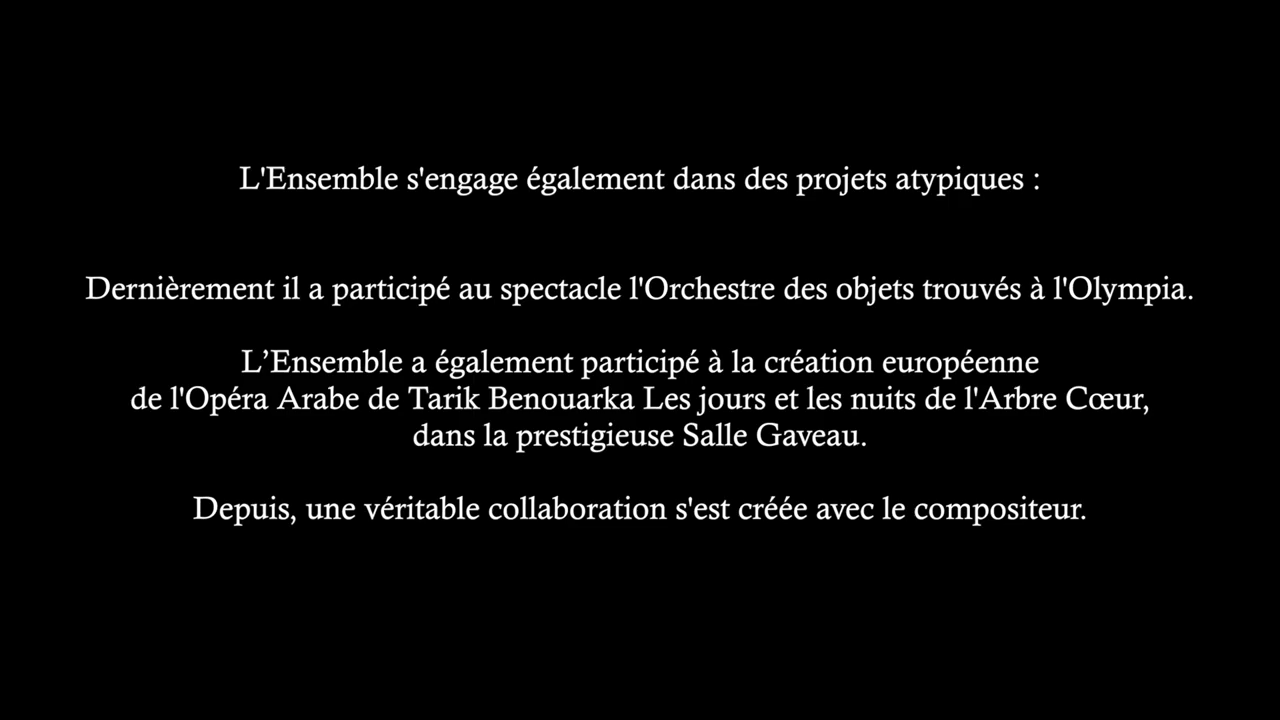 L'Ensemble s'engage également dans des projets atypiques :
Dernièrement il a participé au spectacle l'Orchestre des objets trouvés à l'Olympia.
L’Ensemble a également participé à la création européenne
de l'Opéra Arabe de Tarik Benouarka Les jours et les nuits de l'Arbre Cœur,
dans la prestigieuse Salle Gaveau.
Depuis, une véritable collaboration s'est créée avec le compositeur.